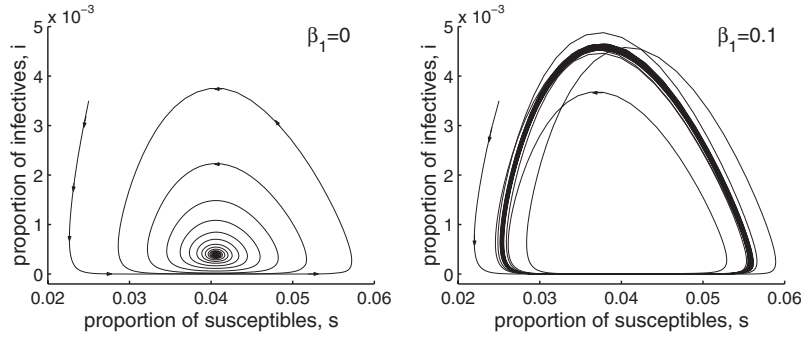 x 10⁻³
β₁=0
5
4
3
2
1
0
proportion of infectives, i
0.02 0.03 0.04 0.05 0.06
proportion of susceptibles, s
x 10⁻³
β₁=0.1
5
4
3
2
1
0
proportion of infectives, i
0.02 0.03 0.04 0.05 0.06
proportion of susceptibles, s